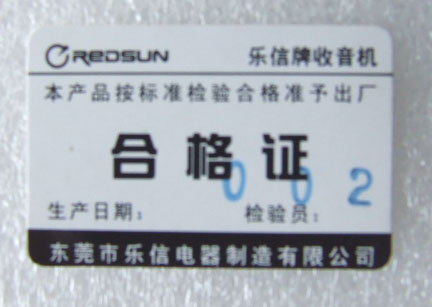 REDSUN 乐信牌收音机
本产品按标准检验合格准予出厂
合格证
002
生产日期： 检验员：
东莞市乐信电器制造有限公司